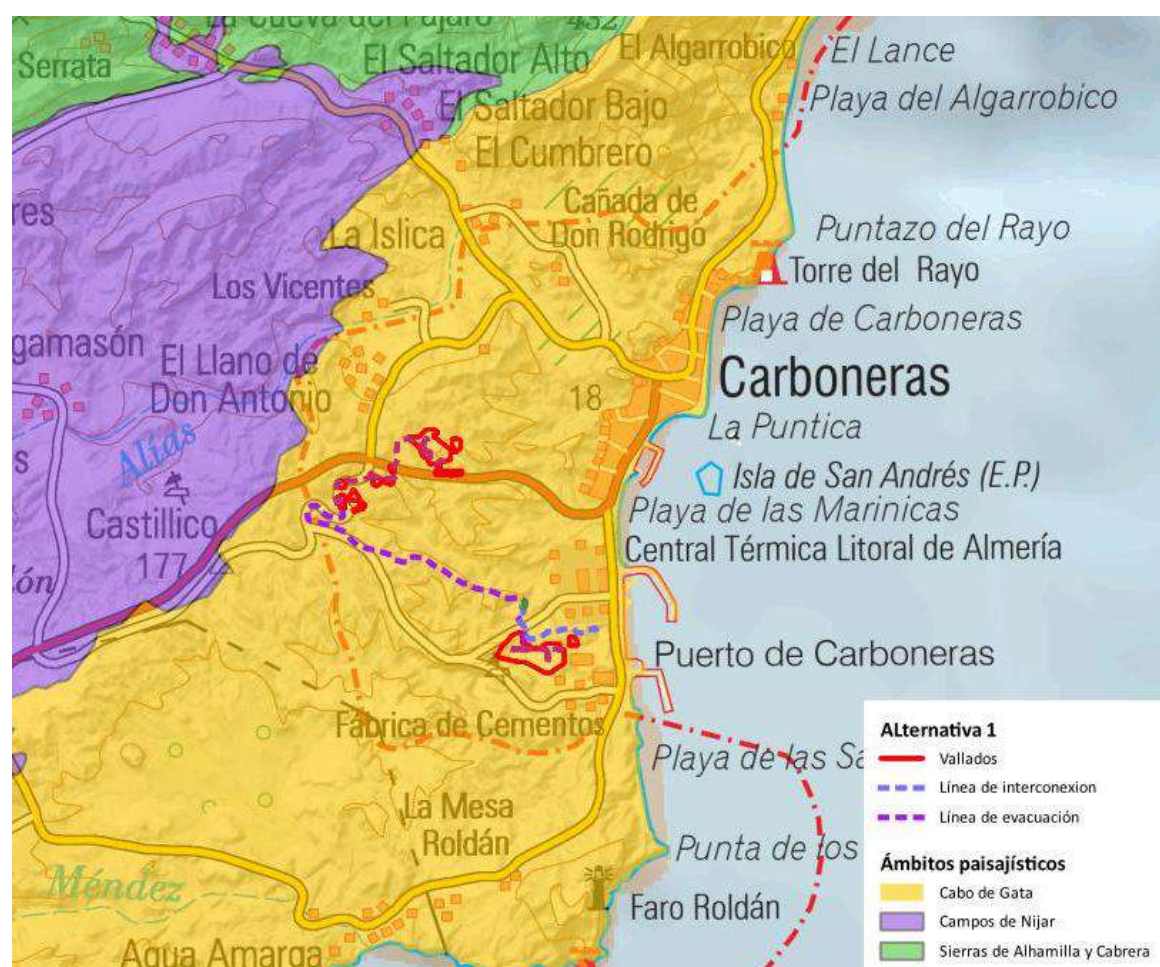 La Cueva del Pájaro
432
Serrata
El Saltador Alto
El Algarrobico
El Lance
Playa del Algarrobico
El Saltador Bajo
El Cumbrero
res
Cañada de
Don Rodrigo
La Islica
Puntazo del Rayo
Torre del Rayo
Los Vicentes
Playa de Carboneras
gamasón
El Llano de
Don Antonio
Carboneras
18
La Puntica
Alías
s
Isla de San Andrés (E.P.)
Playa de las Marinicas
Castillico
177
Central Térmica Litoral de Almería
ón
Puerto de Carboneras
Fábrica de Cementos
Playa de las Sa
La Mesa
Roldán
Punta de los
Méndez
Faro Roldán
Agua Amarga
ALternativa 1
Vallados
Línea de interconexion
Línea de evacuación
Ámbitos paisajísticos
Cabo de Gata
Campos de Nijar
Sierras de Alhamilla y Cabrera